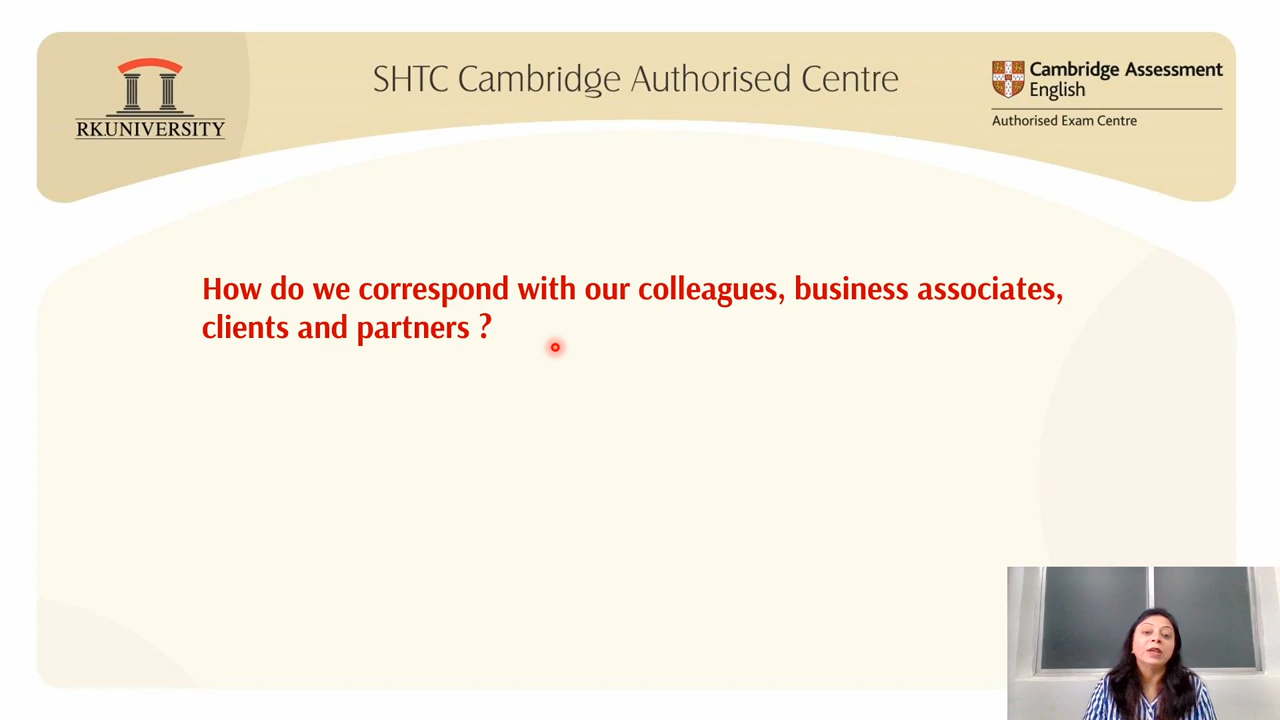 RKUNIVERSITY
SHTC Cambridge Authorised Centre
Cambridge Assessment
English
Authorised Exam Centre
How do we correspond with our colleagues, business associates,
clients and partners ?